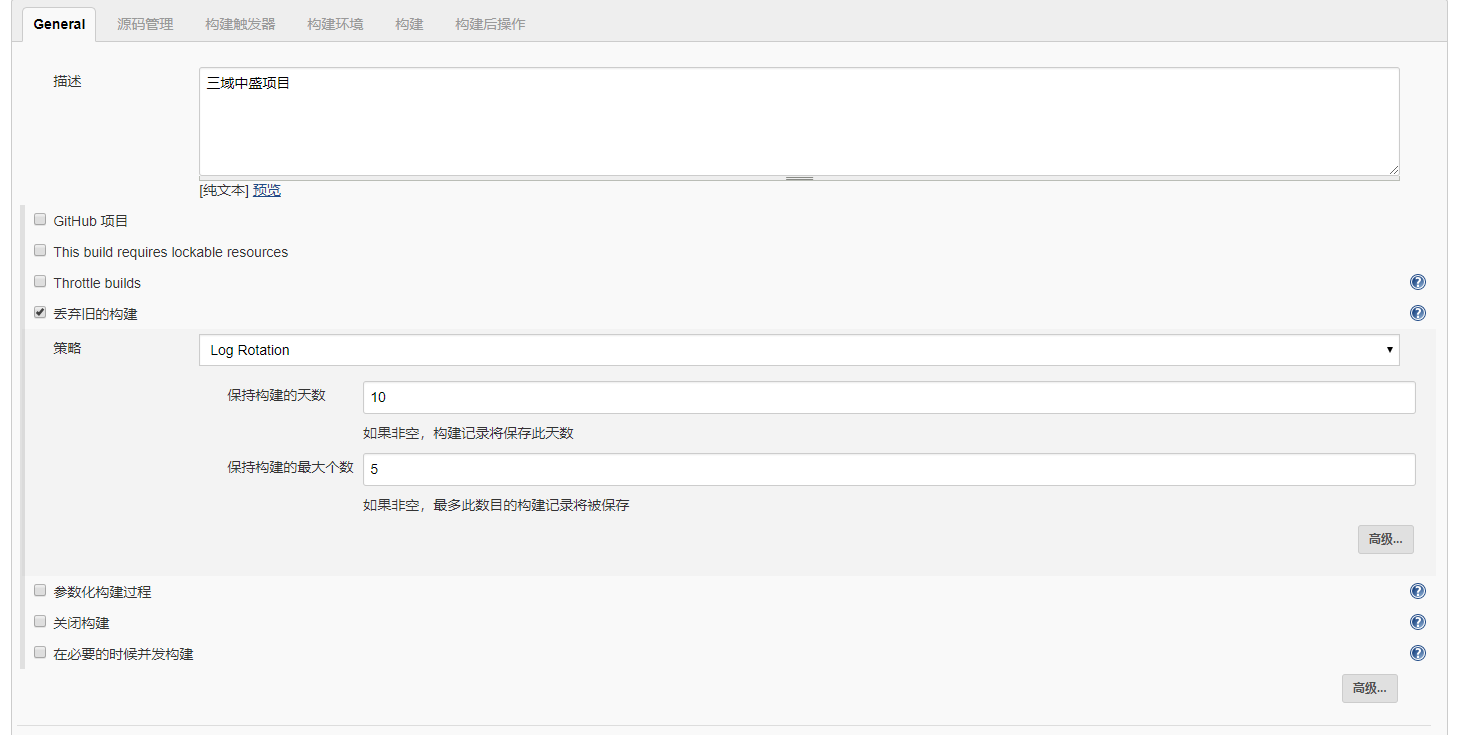 General 源码管理 构建触发器 构建环境 构建 构建后操作
描述 三域中盛项目
[纯文本] 预览
GitHub 项目
This build requires lockable resources
Throttle builds
丢弃旧的构建
策略 Log Rotation
保持构建的天数 10
如果非空，构建记录将保存此天数
保持构建的最大个数 5
如果非空，最多此数目的构建记录将被保存
高级...
参数化构建过程
关闭构建
在必要的时候并发构建
高级...